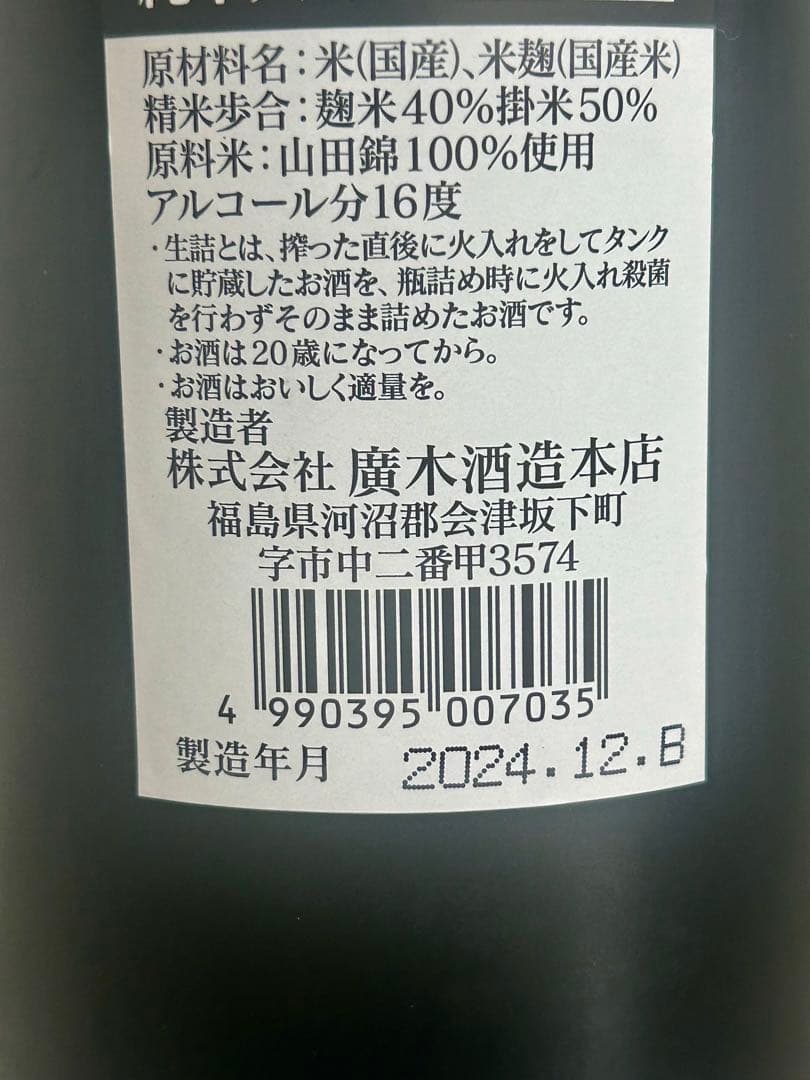 原材料名：米(国産)、米麹(国産米)
精米歩合：麹米40%掛米50%
原料米：山田錦100%使用
アルコール分16度
・生詰とは、搾った直後に火入れをしてタンク
に貯蔵したお酒を、瓶詰め時に火入れ殺菌
を行わずそのまま詰めたお酒です。
・お酒は20歳になってから。
・お酒はおいしく適量を。
製造者
株式会社 廣木酒造本店
福島県河沼郡会津坂下町
字市中二番甲3574
4 990395 007035
製造年月 2024.12.B